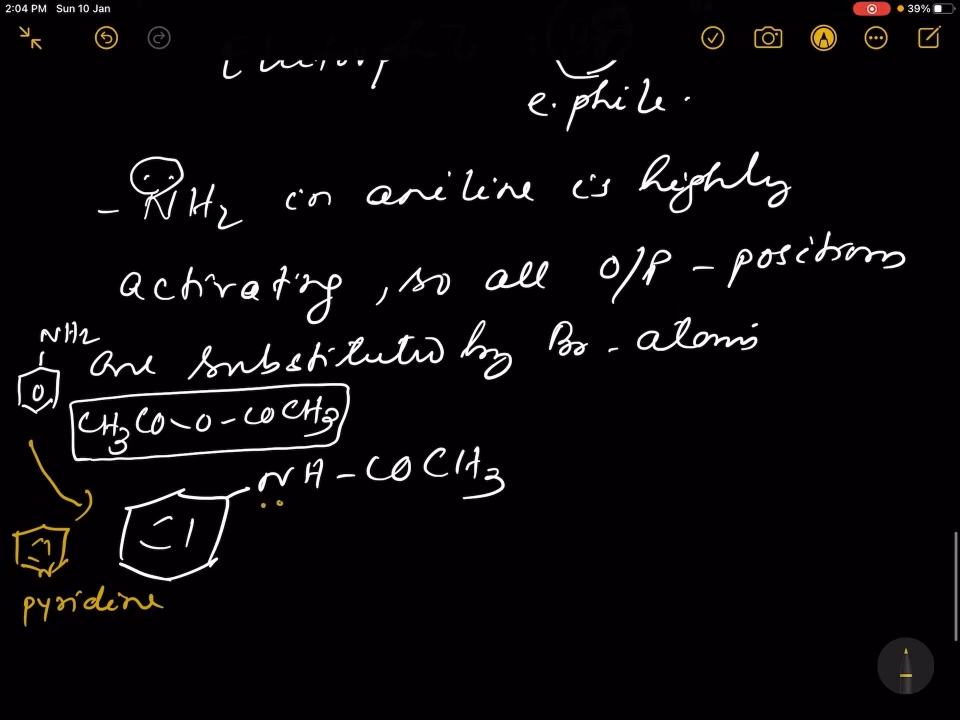 2:04 PM Sun 10 Jan 39%
e. phile.
- NH2 in aniline is highly
activating, so all O/P - positions
are substituted by Br - atoms
NH2
CH3CO-O-COCH3
NH-COCH3
N
pyridine